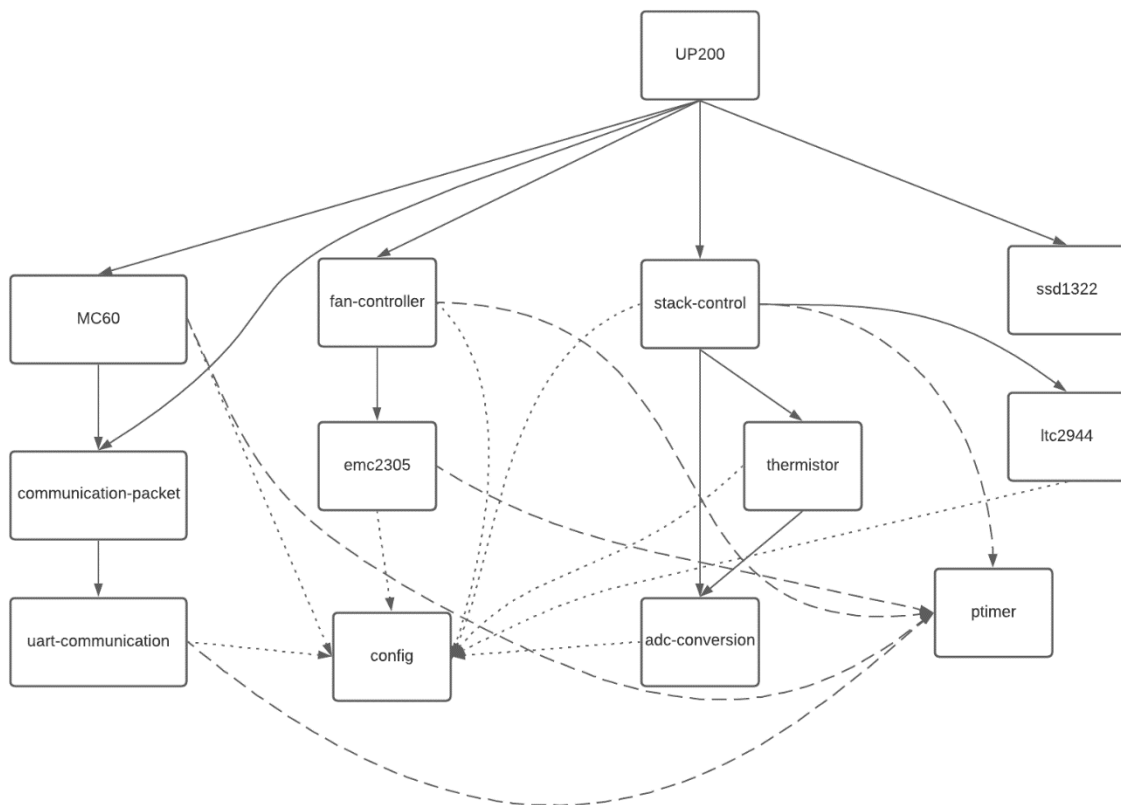 UP200
MC60
fan-controller
stack-control
ssd1322
communication-packet
emc2305
thermistor
ltc2944
uart-communication
config
adc-conversion
ptimer